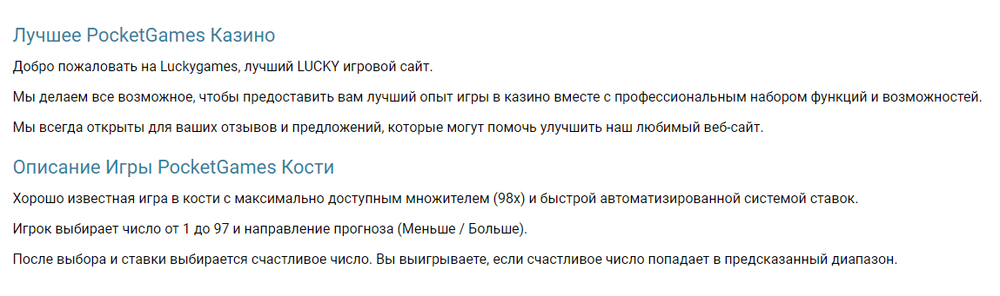 Лучшее PocketGames Казино
Добро пожаловать на Luckygames, лучший LUCKY игровой сайт.
Мы делаем все возможное, чтобы предоставить вам лучший опыт игры в казино вместе с профессиональным набором функций и возможностей.
Мы всегда открыты для ваших отзывов и предложений, которые могут помочь улучшить наш любимый веб-сайт.
Описание Игры PocketGames Кости
Хорошо известная игра в кости с максимально доступным множителем (98x) и быстрой автоматизированной системой ставок.
Игрок выбирает число от 1 до 97 и направление прогноза (Меньше / Больше).
После выбора и ставки выбирается счастливое число. Вы выигрываете, если счастливое число попадает в предсказанный диапазон.